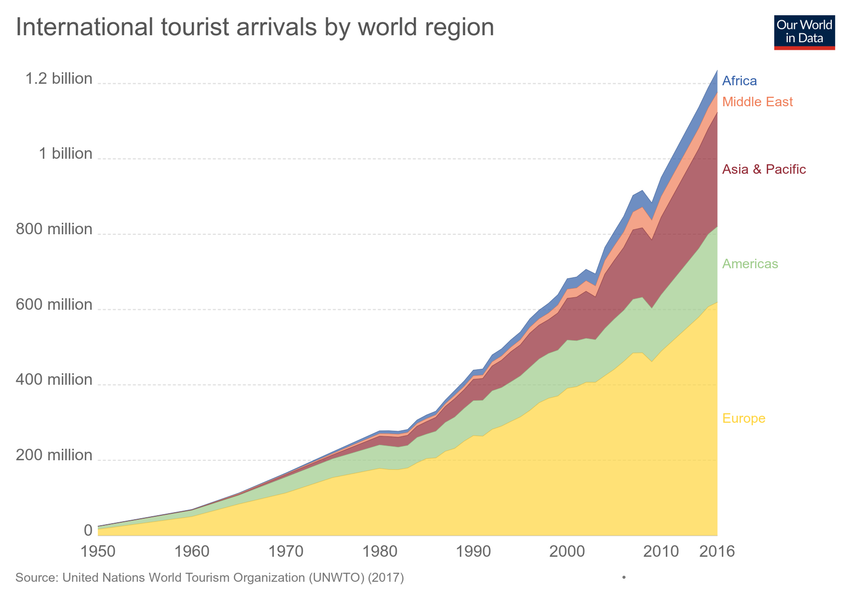 International tourist arrivals by world region
Our World
in Data
1.2 billion
1 billion
800 million
600 million
400 million
200 million
0
Africa
Middle East
Asia & Pacific
Americas
Europe
1950 1960 1970 1980 1990 2000 2010 2016
Source: United Nations World Tourism Organization (UNWTO) (2017)